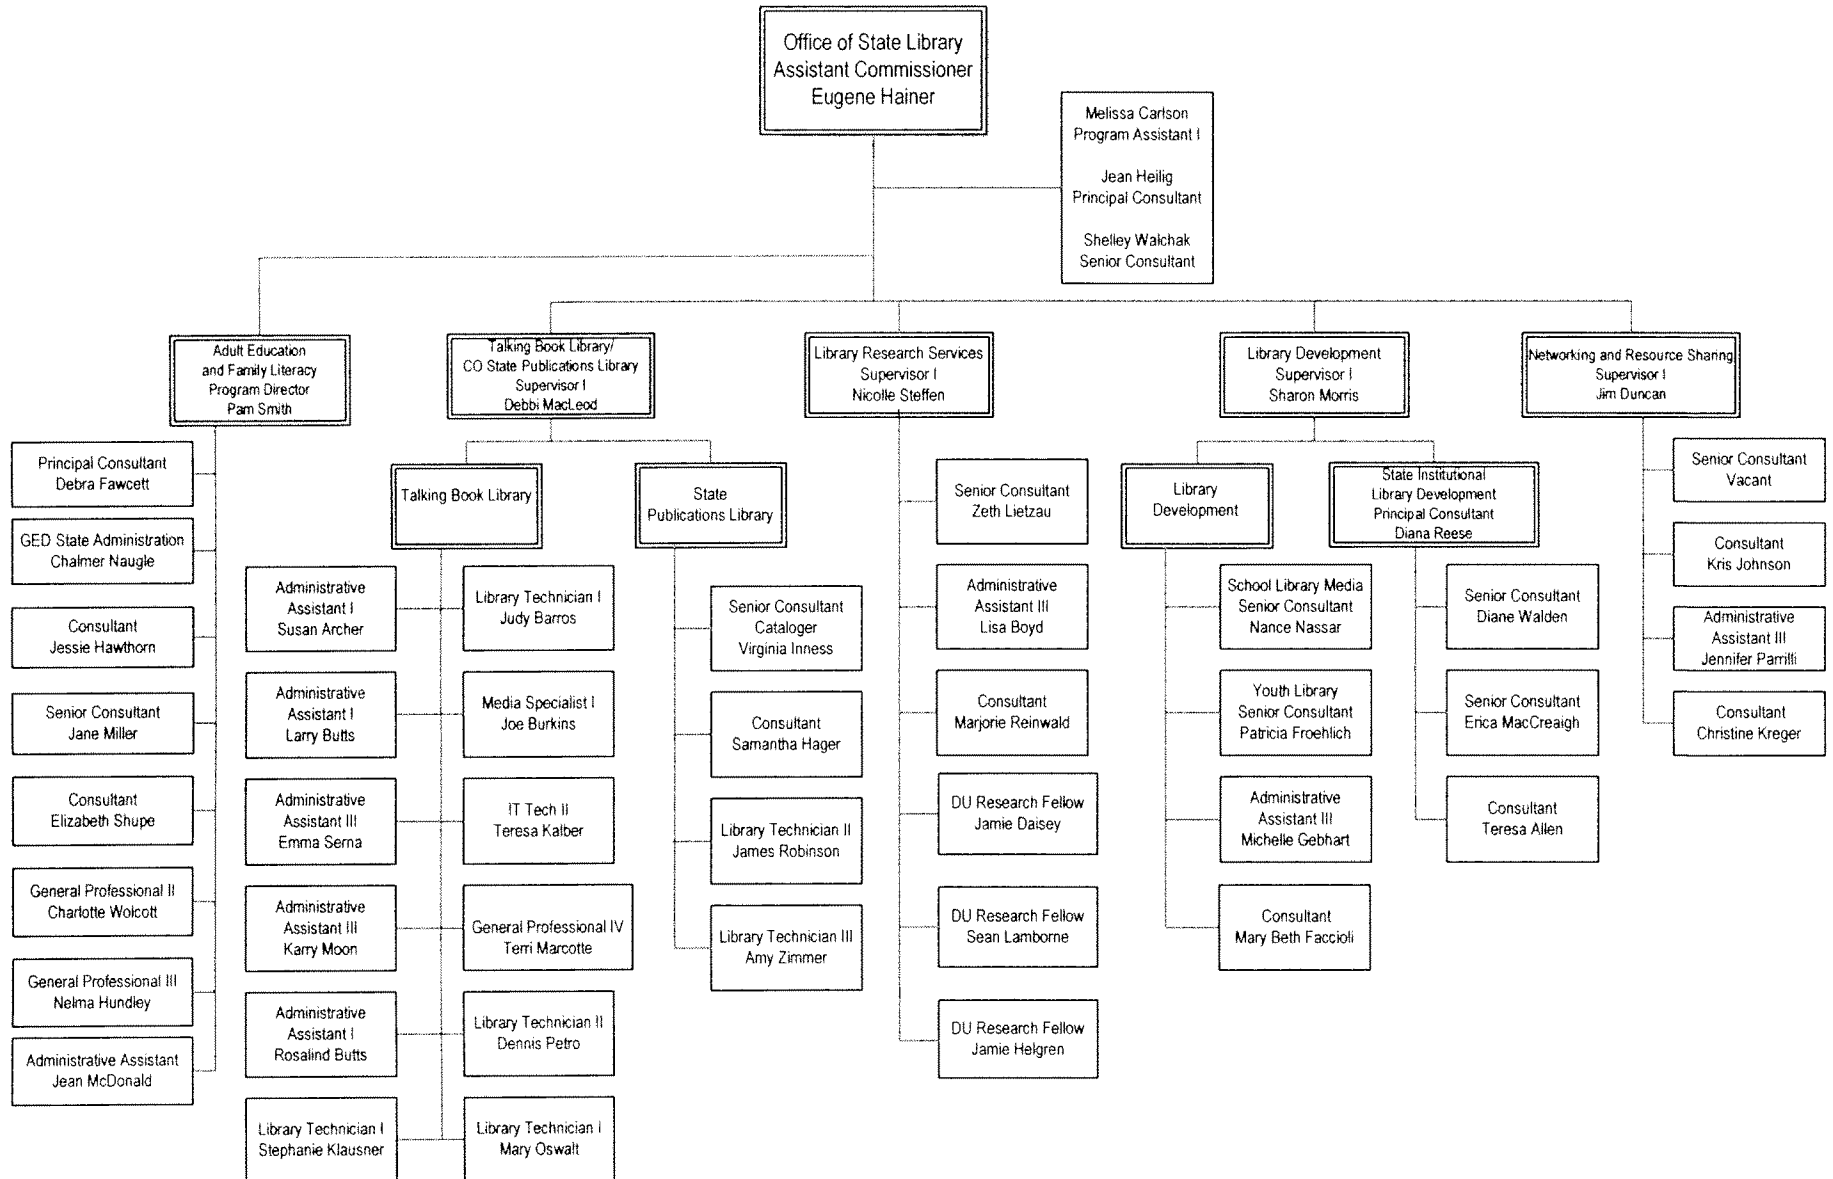 Office of State Library
Assistant Commissioner
Eugene Hainer
Melissa Carlson
Program Assistant I
Jean Heilig
Principal Consultant
Shelley Walchak
Senior Consultant
Adult Education
and Family Literacy
Program Director
Pam Smith
Principal Consultant
Debra Fawcett
GED State Administration
Chalmer Naugle
Consultant
Jessie Hawthorn
Senior Consultant
Jane Miller
Consultant
Elizabeth Shupe
General Professional II
Charlotte Wolcott
General Professional III
Nelma Hundley
Administrative Assistant
Jean McDonald
Talking Book Library/
CO State Publications Library
Supervisor I
Debbi MacLeod
Talking Book Library
Administrative
Assistant I
Susan Archer
Library Technician I
Judy Barros
Administrative
Assistant I
Larry Butts
Media Specialist I
Joe Burkins
Administrative
Assistant III
Emma Serna
IT Tech II
Teresa Kalber
Administrative
Assistant III
Karry Moon
General Professional IV
Terri Marcotte
Administrative
Assistant I
Rosalind Butts
Library Technician II
Dennis Petro
Library Technician I
Stephanie Klausner
Library Technician I
Mary Oswalt
State
Publications Library
Senior Consultant
Cataloger
Virginia Inness
Consultant
Samantha Hager
Library Technician II
James Robinson
Library Technician III
Amy Zimmer
Library Research Services
Supervisor I
Nicolle Steffen
Senior Consultant
Zeth Lietzau
Administrative
Assistant III
Lisa Boyd
Consultant
Marjorie Reinwald
DU Research Fellow
Jamie Daisey
DU Research Fellow
Sean Lamborne
DU Research Fellow
Jamie Helgren
Library Development
Supervisor I
Sharon Morris
Library
Development
School Library Media
Senior Consultant
Nance Nassar
Youth Library
Senior Consultant
Patricia Froehlich
Administrative
Assistant III
Michelle Gebhart
Consultant
Mary Beth Faccioli
State Institutional
Library Development
Principal Consultant
Diana Reese
Senior Consultant
Diane Walden
Senior Consultant
Erica MacCreaigh
Consultant
Teresa Allen
Networking and Resource Sharing
Supervisor I
Jim Duncan
Senior Consultant
Vacant
Consultant
Kris Johnson
Administrative
Assistant III
Jennifer Parrilli
Consultant
Christine Kreger